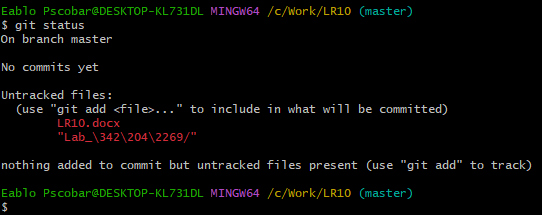 Eablo Pscobar@DESKTOP-KL731DL MINGW64 /c/Work/LR10 (master)
$ git status
On branch master
No commits yet
Untracked files:
(use "git add <file>..." to include in what will be committed)
LR10.docx
"Lab_\342\204\2269/"
nothing added to commit but untracked files present (use "git add" to track)
Eablo Pscobar@DESKTOP-KL731DL MINGW64 /c/Work/LR10 (master)
$